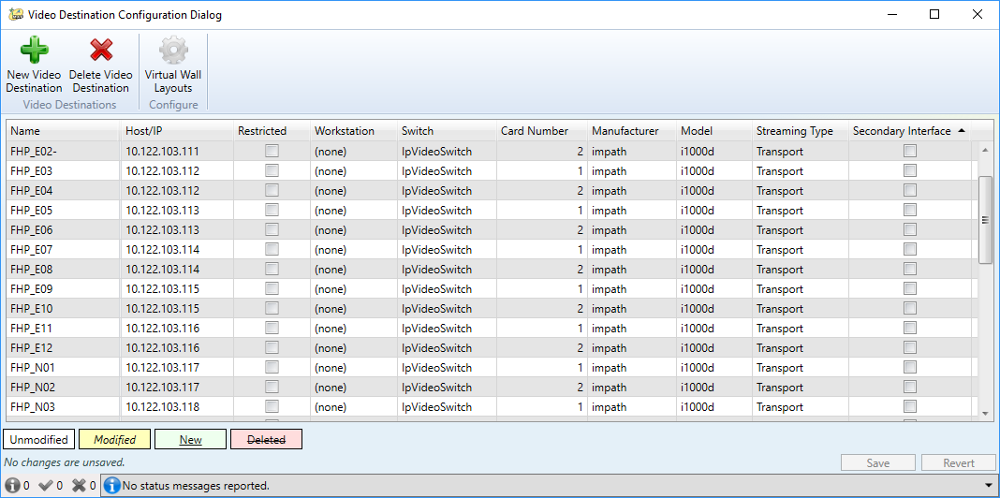 Video Destination Configuration Dialog
New Video Destination
Delete Video Destination
Virtual Wall Layouts
Video Destinations
Configure
Name Host/IP Restricted Workstation Switch Card Number Manufacturer Model Streaming Type Secondary Interface
FHP_E02- 10.122.103.111 (none) IpVideoSwitch 2 impath i1000d Transport
FHP_E03 10.122.103.112 (none) IpVideoSwitch 1 impath i1000d Transport
FHP_E04 10.122.103.112 (none) IpVideoSwitch 2 impath i1000d Transport
FHP_E05 10.122.103.113 (none) IpVideoSwitch 1 impath i1000d Transport
FHP_E06 10.122.103.113 (none) IpVideoSwitch 2 impath i1000d Transport
FHP_E07 10.122.103.114 (none) IpVideoSwitch 1 impath i1000d Transport
FHP_E08 10.122.103.114 (none) IpVideoSwitch 2 impath i1000d Transport
FHP_E09 10.122.103.115 (none) IpVideoSwitch 1 impath i1000d Transport
FHP_E10 10.122.103.115 (none) IpVideoSwitch 2 impath i1000d Transport
FHP_E11 10.122.103.116 (none) IpVideoSwitch 1 impath i1000d Transport
FHP_E12 10.122.103.116 (none) IpVideoSwitch 2 impath i1000d Transport
FHP_N01 10.122.103.117 (none) IpVideoSwitch 1 impath i1000d Transport
FHP_N02 10.122.103.117 (none) IpVideoSwitch 2 impath i1000d Transport
FHP_N03 10.122.103.118 (none) IpVideoSwitch 1 impath i1000d Transport
Unmodified Modified New Deleted
No changes are unsaved.
Save Revert
0 0 0 No status messages reported.